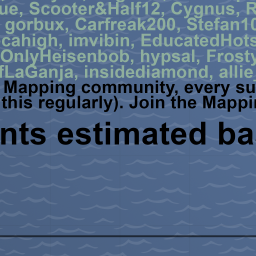 ue, Scooter&Half12, Cygnus, R
gorbux, Carfreak200, Stefan10
cahigh, imvibin, EducatedHots
OnlyHeisenbob, hypsal, Frosty
fLaGanja, insidediamond, allie
Mapping community, every su
this regularly). Join the Mappi
nts estimated ba